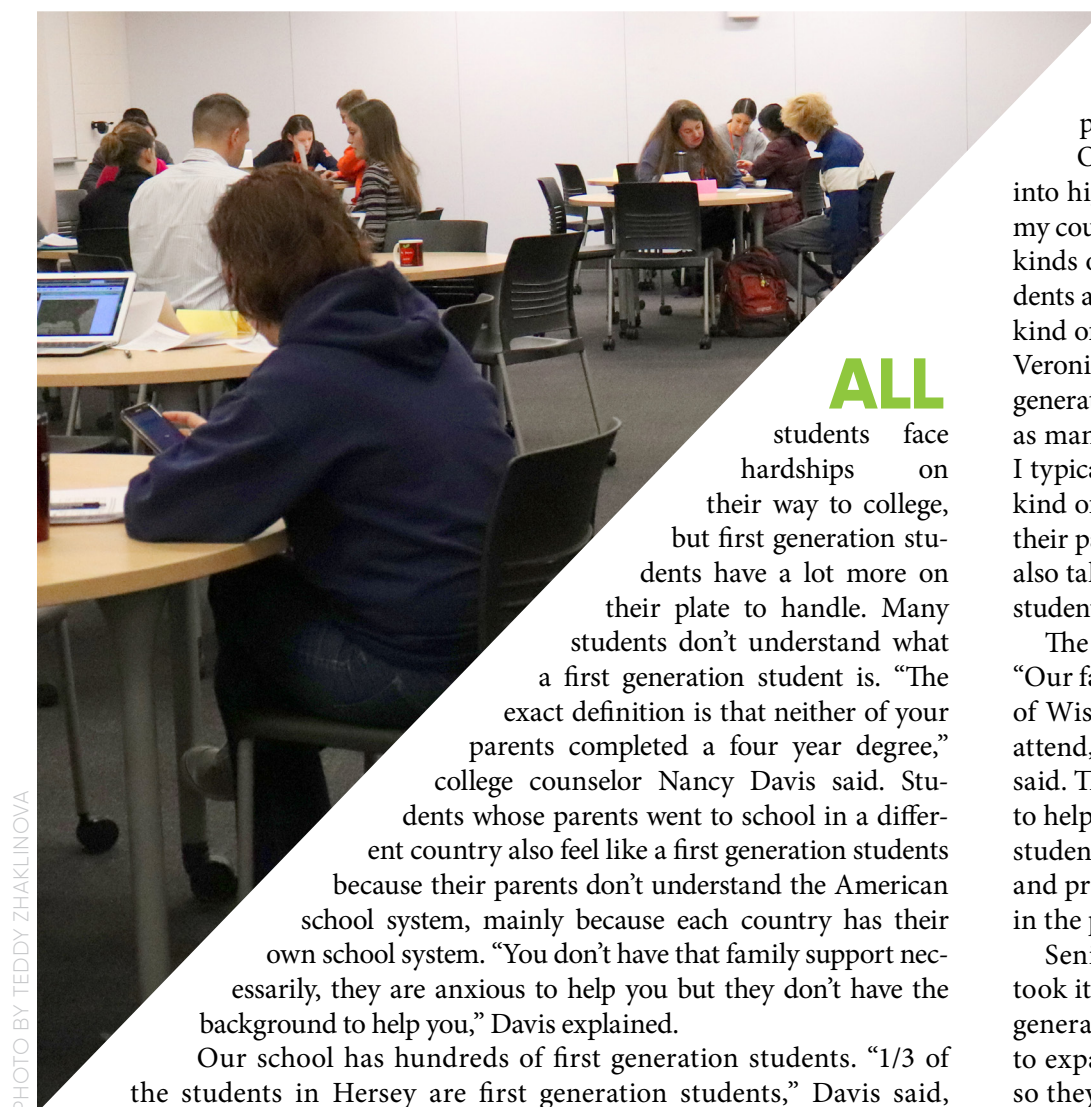 PHOTO BY TEDDY ZHAKLINOVA
ALL
students face
hardships on
their way to college,
but first generation stu-
dents have a lot more on
their plate to handle. Many
students don’t understand what
a first generation student is. “The
exact definition is that neither of your
parents completed a four year degree,”
college counselor Nancy Davis said. Stu-
dents whose parents went to school in a differ-
ent country also feel like a first generation students
because their parents don’t understand the American
school system, mainly because each country has their
own school system. “You don’t have that family support nec-
essarily, they are anxious to help you but they don’t have the
background to help you,” Davis explained.
Our school has hundreds of first generation students. “1/3 of
the students in Hersey are first generation students,” Davis said,
into hi
my cou
kinds o
dents a
kind o
Veroni
genera
as man
I typica
kind o
their p
also tal
studen
The
“Our fa
of Wis
attend,
said. T
to help
studen
and pr
in the p
Seni
took it
genera
to expa
so they